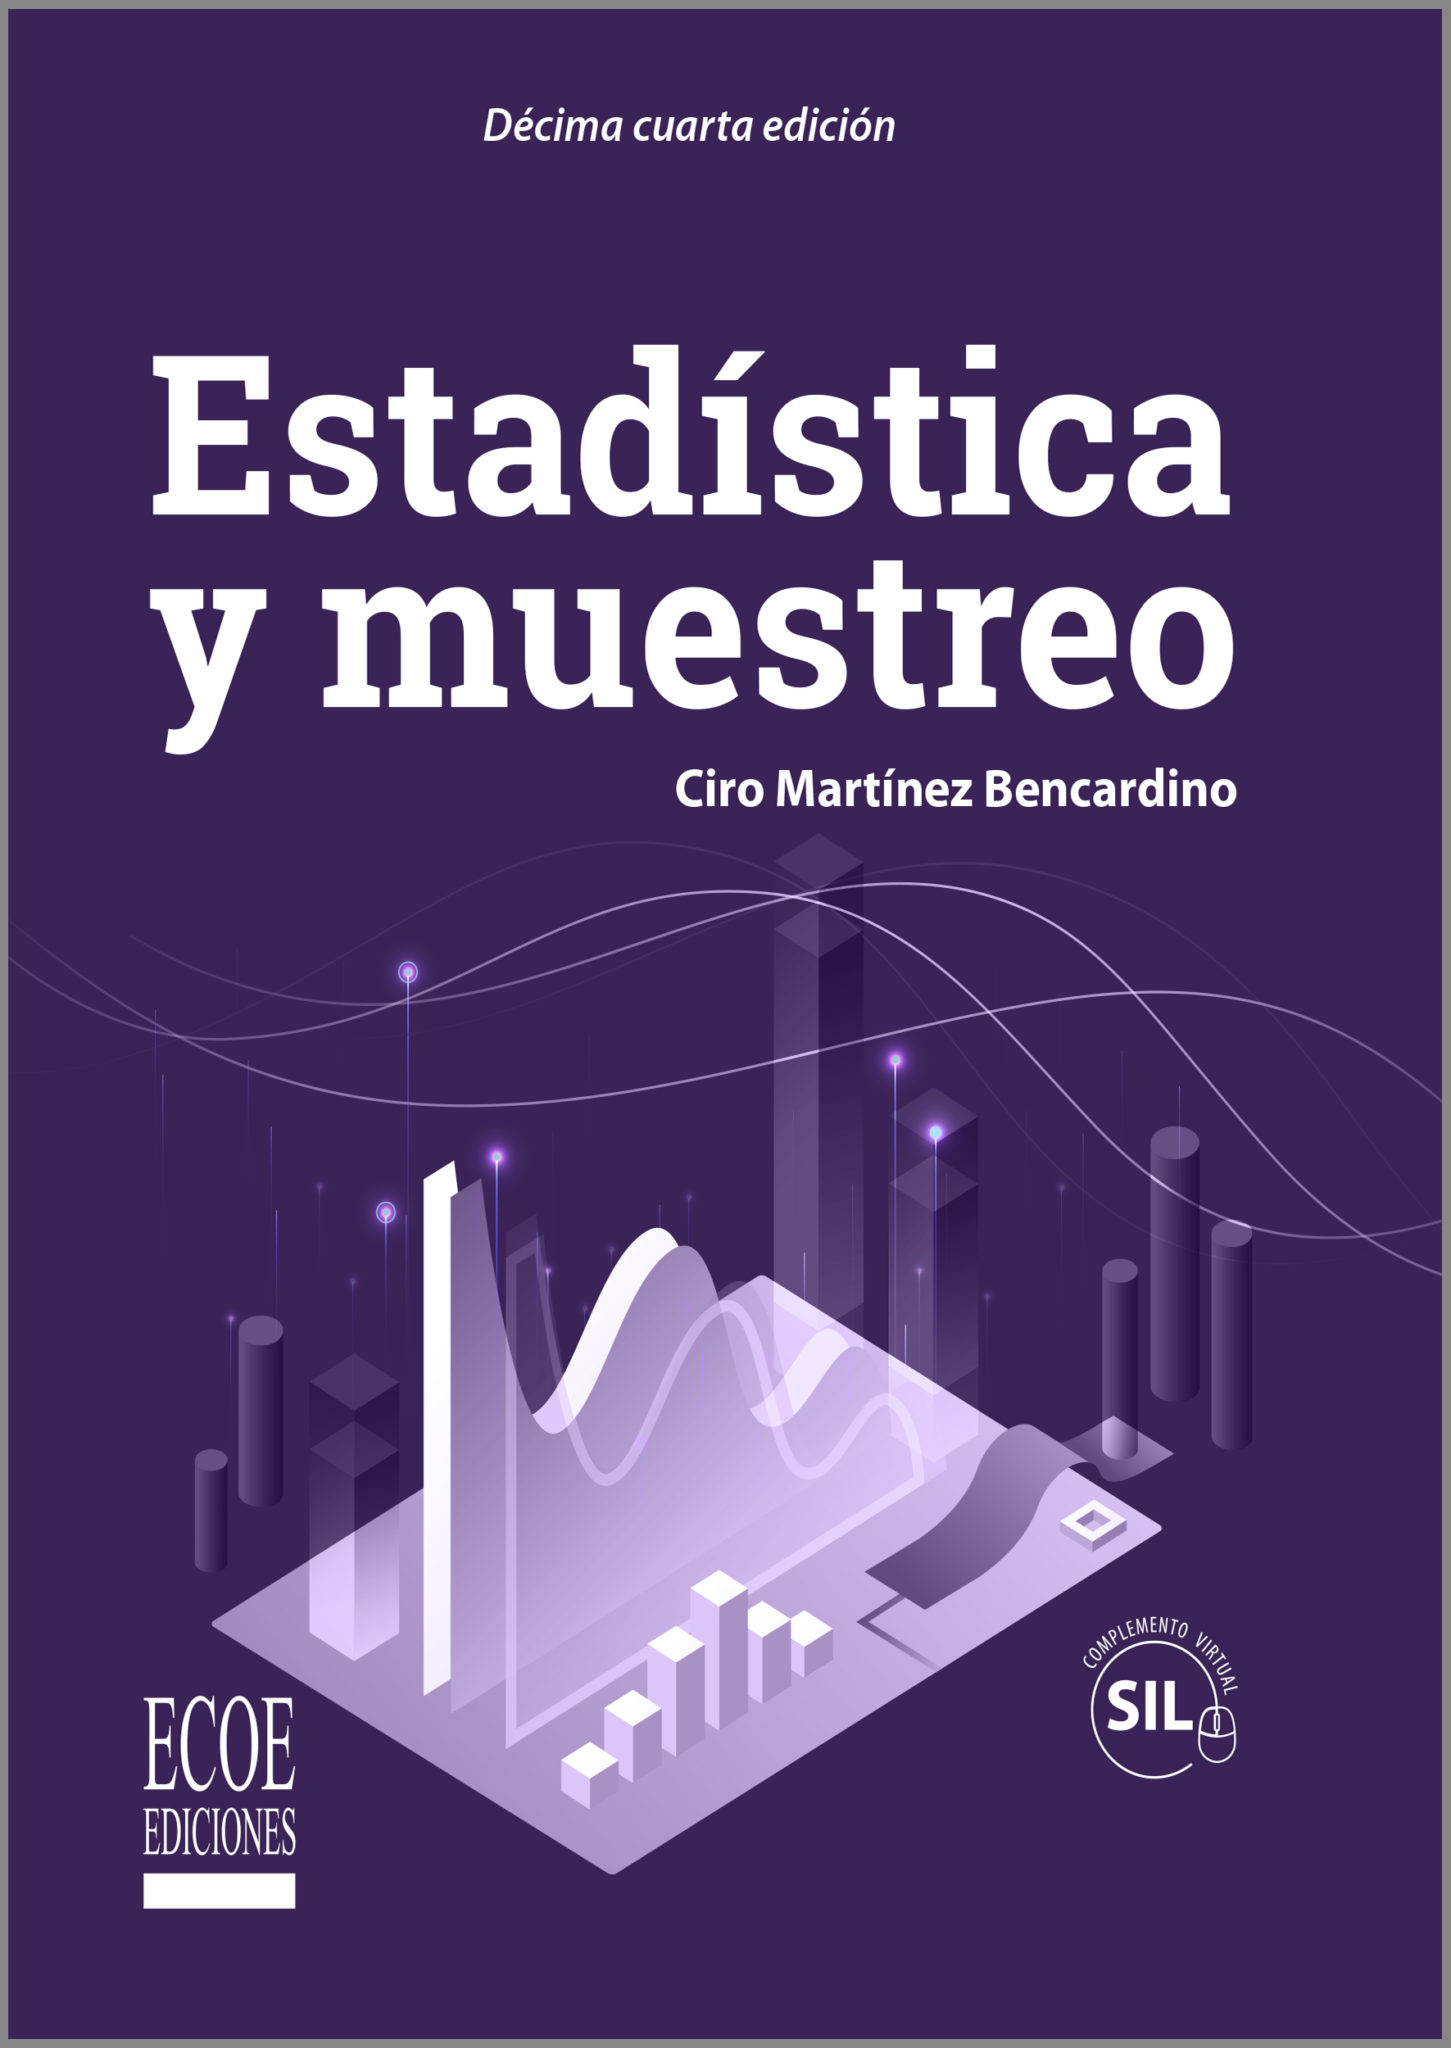 Décima cuarta edición
Estadística
y muestreo
Ciro Martínez Bencardino
COMPLEMENTO VIRTUAL
SIL
ECOE
EDICIONES